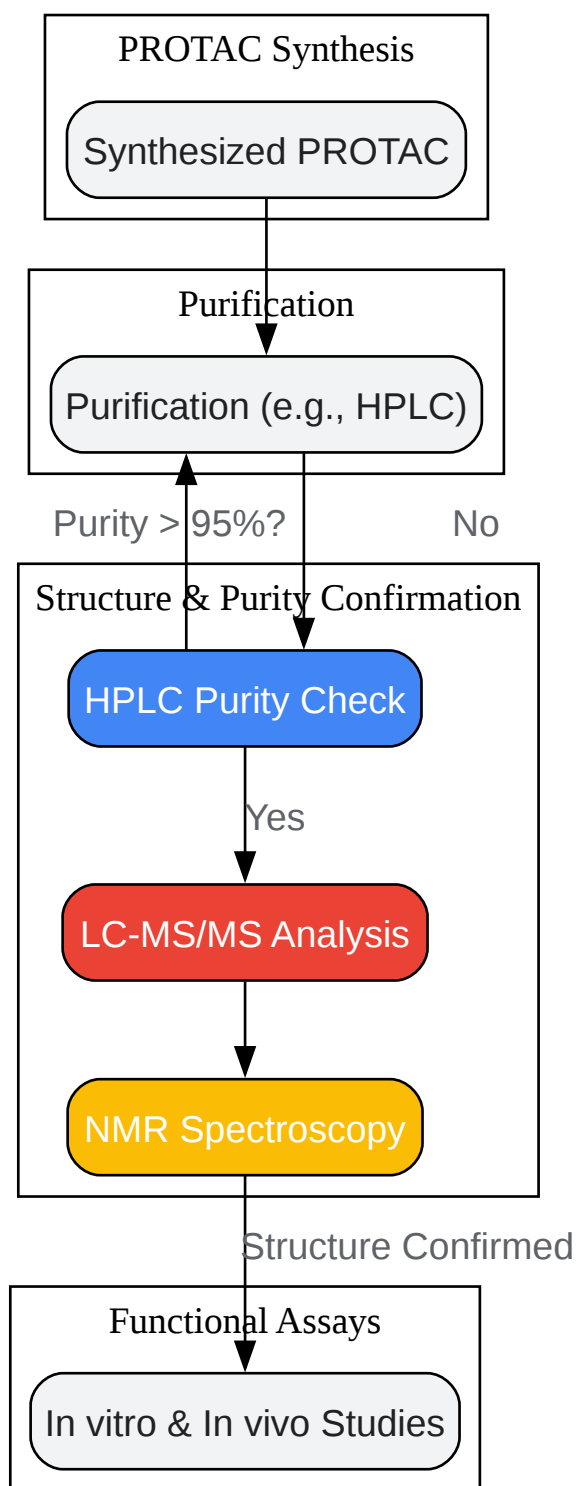 PROTAC Synthesis
Synthesized PROTAC
Purification
Purification (e.g., HPLC)
Purity > 95%?
No
Structure & Purity Confirmation
HPLC Purity Check
Yes
LC-MS/MS Analysis
NMR Spectroscopy
Structure Confirmed
Functional Assays
In vitro & In vivo Studies